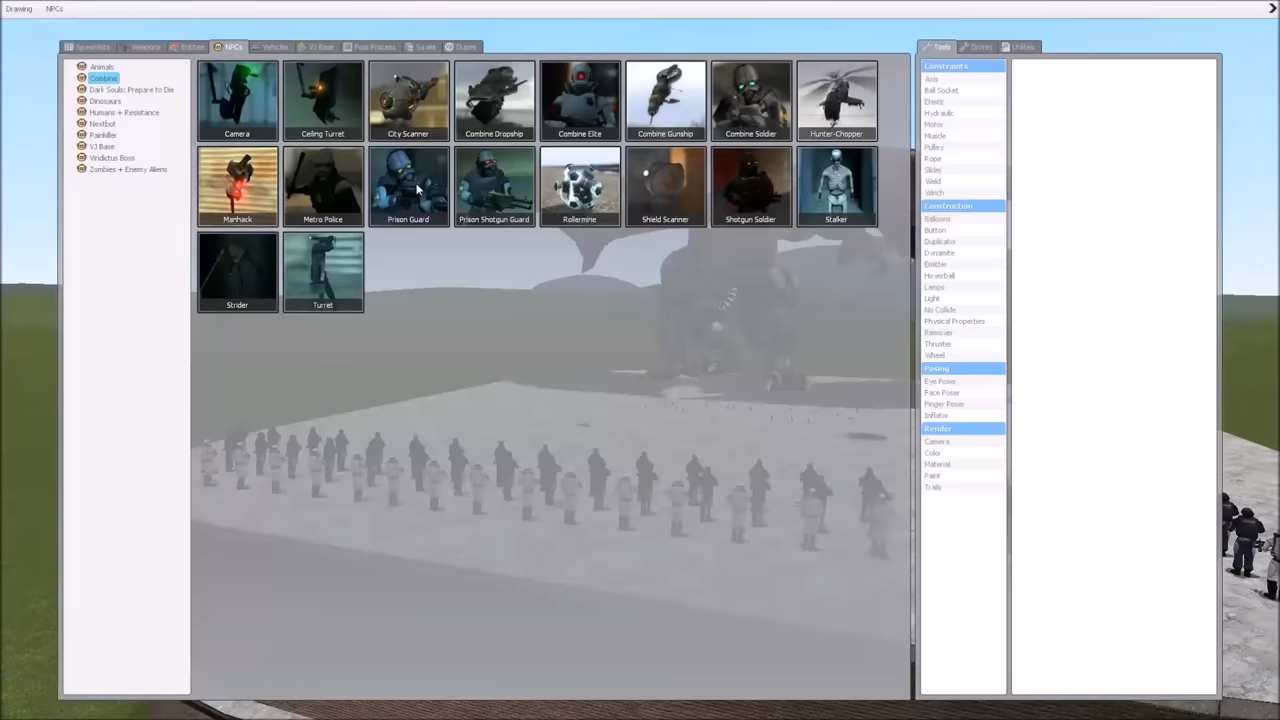 Drawing NPCs
Spawnlists Weapons Entities NPCs Vehicles VJ Base Post Process Saves Dupes
Animals
Combine
Dark Souls: Prepare to Die
Dinosaurs
Humans + Resistance
Nextbot
Painkiller
VJ Base
Vindictus Boss
Zombies + Enemy Aliens
Camera Ceiling Turret City Scanner Combine Dropship Combine Elite Combine Gunship Combine Soldier Hunter-Chopper
Manhack Metro Police Prison Guard Prison Shotgun Guard Rollermine Shield Scanner Shotgun Soldier Stalker
Strider Turret
Tools Drives Utilities
Constraints
Axis
Ball Socket
Elastic
Hydraulic
Motor
Muscle
Pulley
Rope
Slider
Weld
Winch
Construction
Balloons
Button
Duplicator
Dynamite
Emitter
Hoverball
Lamps
Light
No Collide
Physical Properties
Remover
Thruster
Wheel
Posing
Eye Poser
Face Poser
Finger Poser
Inflator
Render
Camera
Color
Material
Paint
Trails